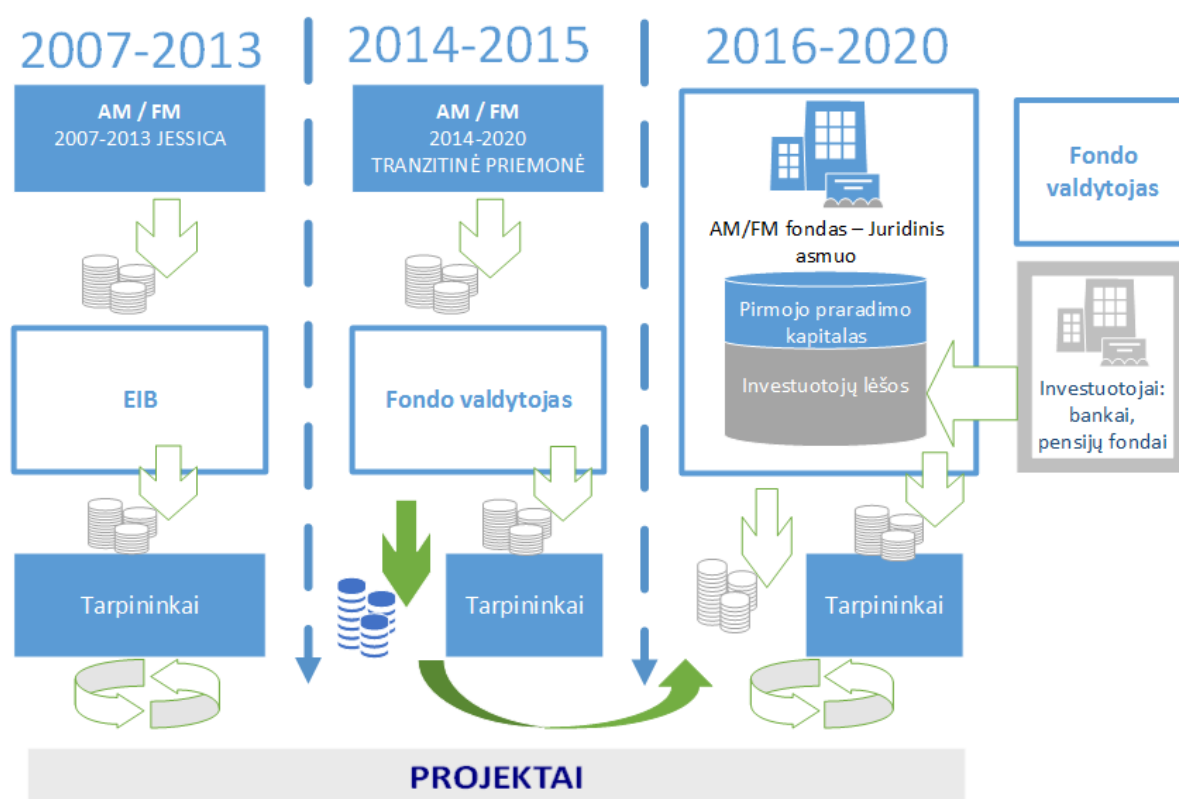 2007-2013
AM / FM
2007-2013 JESSICA
EIB
Tarpininkai
2014-2015
AM / FM
2014-2020
TRANZITINĖ PRIEMONĖ
Fondo valdytojas
Tarpininkai
2016-2020
AM/FM fondas – Juridinis
asmuo
Pirmojo praradimo
kapitalas
Investuotojų lėšos
Tarpininkai
Fondo
valdytojas
Investuotojai:
bankai,
pensijų fondai
PROJEKTAI